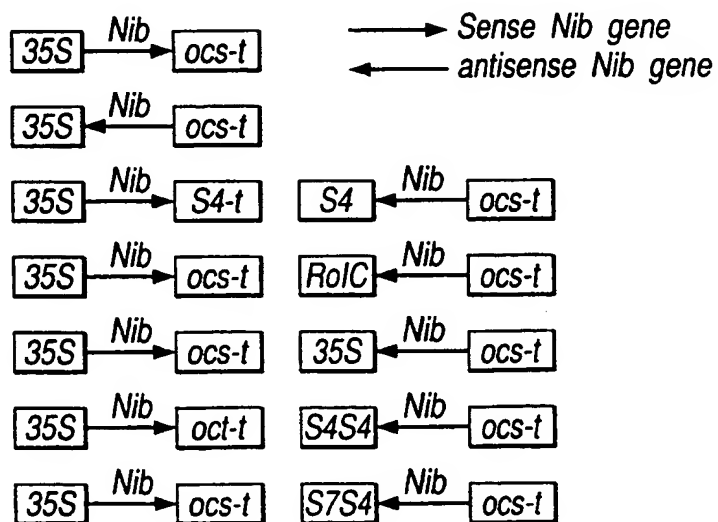 35S Nib ocs-t Sense Nib gene
antisense Nib gene
35S Nib ocs-t
35S Nib S4-t S4 Nib ocs-t
35S Nib ocs-t RolC Nib ocs-t
35S Nib ocs-t 35S Nib ocs-t
35S Nib oct-t S4S4 Nib ocs-t
35S Nib ocs-t S7S4 Nib ocs-t